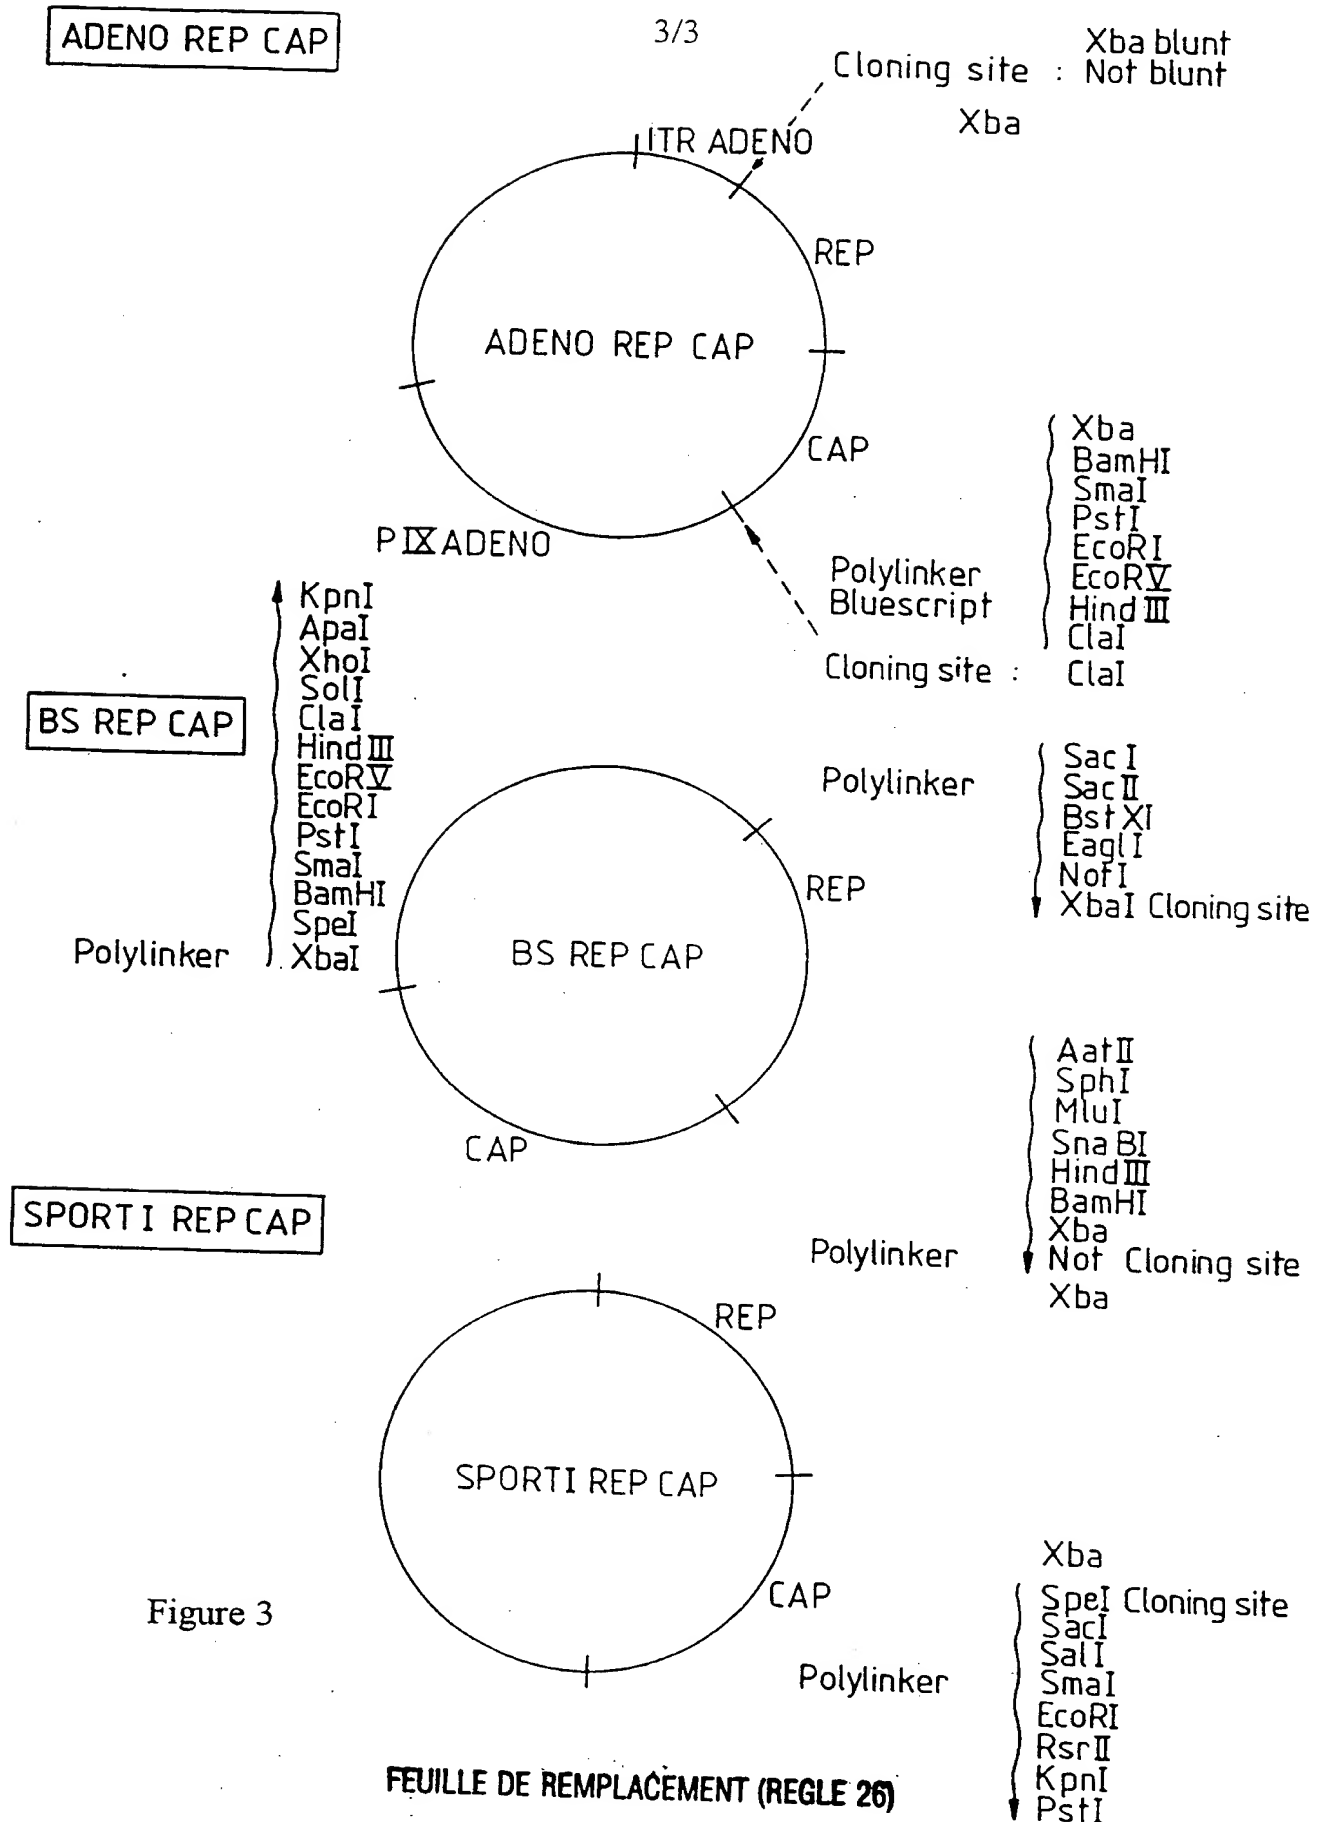 3/3
ADENO REP CAP
Xba blunt
Cloning site : Not blunt
Xba
ITR ADENO
REP
ADENO REP CAP
CAP
P IX ADENO
Xba
BamHI
SmaI
PstI
EcoRI
EcoRV
Hind III
ClaI
Polylinker
Bluescript
Cloning site : ClaI
BS REP CAP
KpnI
ApaI
XhoI
SolI
ClaI
Hind III
EcoRV
EcoRI
PstI
SmaI
BamHI
SpeI
Polylinker XbaI
Polylinker
Sac I
Sac II
Bst XI
EaglI
NotI
XbaI Cloning site
REP
BS REP CAP
CAP
SPORT I REP CAP
AatII
SphI
MluI
Sna BI
Hind III
BamHI
Xba
Polylinker Not Cloning site
Xba
REP
SPORTI REP CAP
CAP
Xba
SpeI Cloning site
SacI
SalI
SmaI
EcoRI
RsrII
KpnI
PstI
Polylinker
Figure 3
FEUILLE DE REMPLACEMENT (REGLE 26)